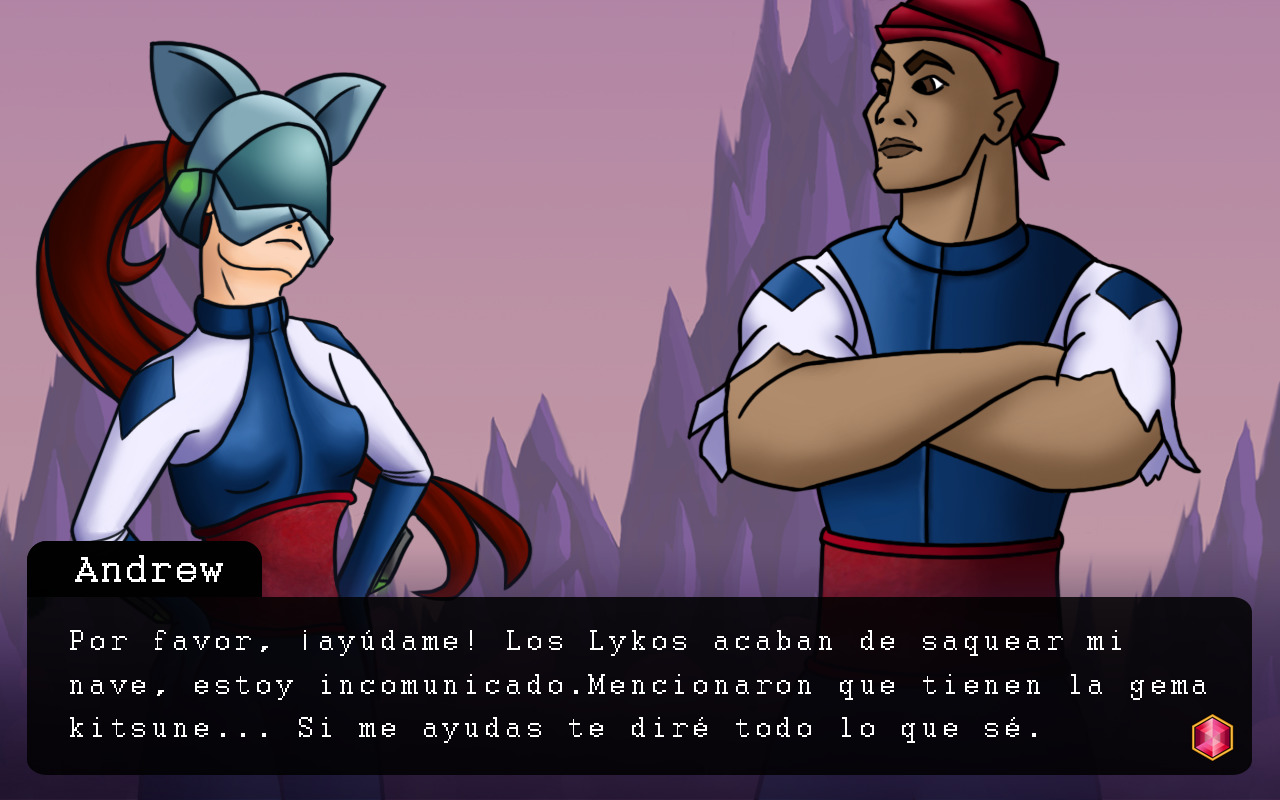 Andrew
Por favor, ¡ayúdame! Los Lykos acaban de saquear mi
nave, estoy incomunicado.Mencionaron que tienen la gema
kitsune... Si me ayudas te diré todo lo que sé.